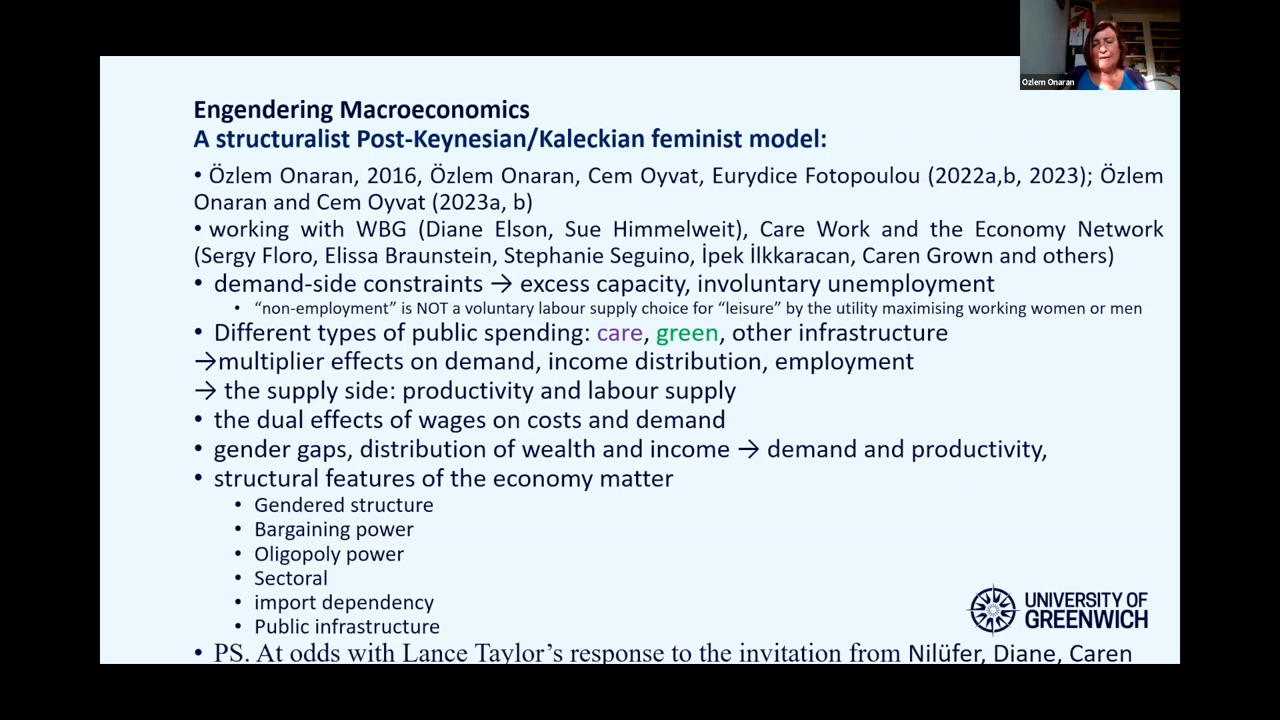 Ozlem Onaran
Engendering Macroeconomics
A structuralist Post-Keynesian/Kaleckian feminist model:
• Özlem Onaran, 2016, Özlem Onaran, Cem Oyvat, Eurydice Fotopoulou (2022a,b, 2023); Özlem
Onaran and Cem Oyvat (2023a, b)
• working with WBG (Diane Elson, Sue Himmelweit), Care Work and the Economy Network
(Sergy Floro, Elissa Braunstein, Stephanie Seguino, İpek İlkkaracan, Caren Grown and others)
• demand-side constraints → excess capacity, involuntary unemployment
• “non-employment” is NOT a voluntary labour supply choice for “leisure” by the utility maximising working women or men
• Different types of public spending: care, green, other infrastructure
→multiplier effects on demand, income distribution, employment
→ the supply side: productivity and labour supply
• the dual effects of wages on costs and demand
• gender gaps, distribution of wealth and income → demand and productivity,
• structural features of the economy matter
• Gendered structure
• Bargaining power
• Oligopoly power
• Sectoral
• import dependency
• Public infrastructure
UNIVERSITY OF
GREENWICH
• PS. At odds with Lance Taylor’s response to the invitation from Nilüfer, Diane, Caren